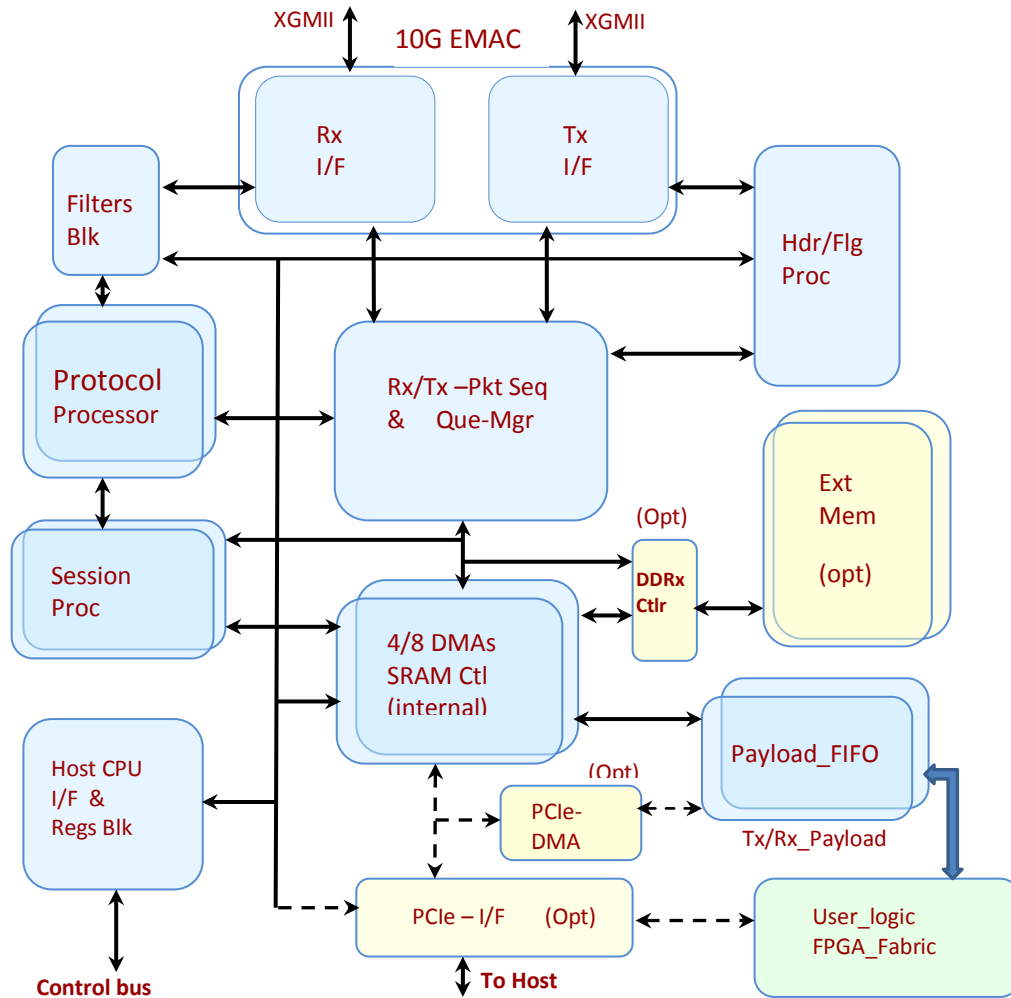 XGMII
XGMII
10G EMAC
Rx
I/F
Tx
I/F
Filters
Blk
Hdr/Flg
Proc
Protocol
Processor
Rx/Tx –Pkt Seq
& Que-Mgr
Ext
Mem
(opt)
(Opt)
DDRx
Ctlr
Session
Proc
4/8 DMAs
SRAM Ctl
(internal)
Payload_FIFO
Host CPU
I/F &
Regs Blk
(Opt)
PCIe-
DMA
Tx/Rx_Payload
PCIe – I/F (Opt)
User_logic
FPGA_Fabric
Control bus
To Host